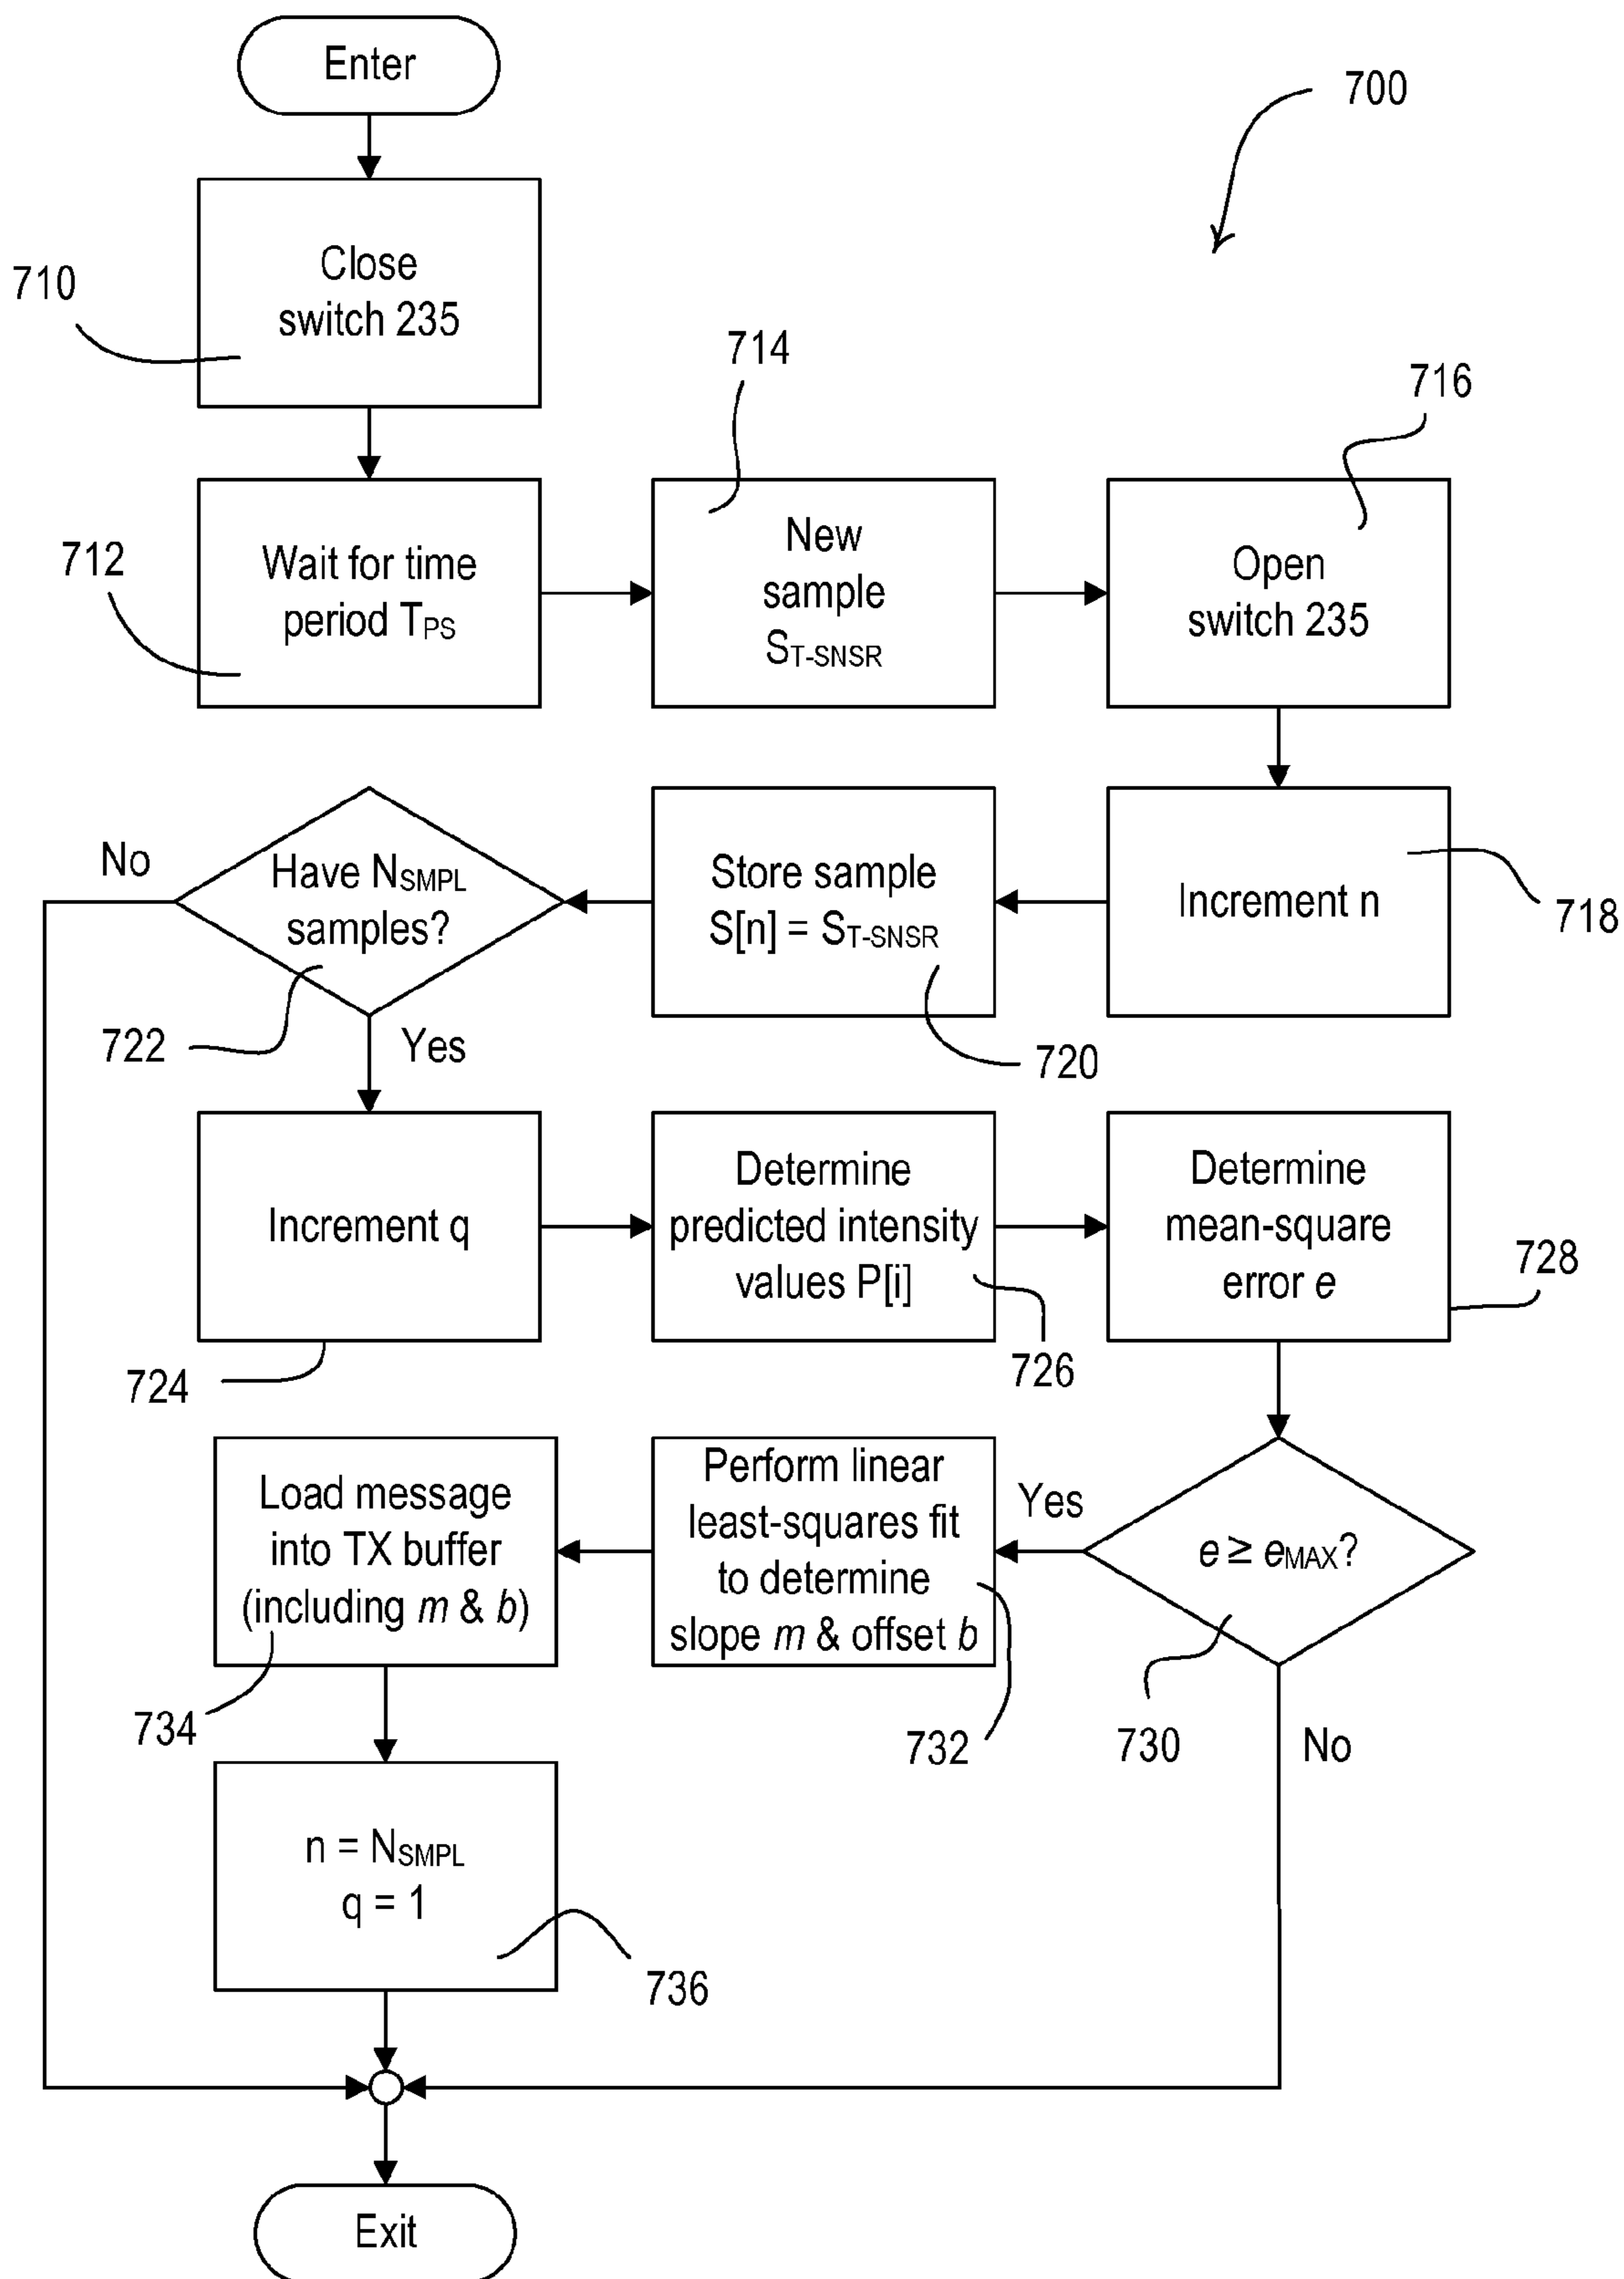 Enter
700
Close
switch 235
710
714
716
712
Wait for time
period TPS
New
sample
ST-SNSR
Open
switch 235
No
Have NSMPL
samples?
Store sample
S[n] = ST-SNSR
Increment n
718
722
Yes
720
Increment q
Determine
predicted intensity
values P[i]
Determine
mean-square
error e
728
724
726
Load message
into TX buffer
(including m & b)
Perform linear
least-squares fit
to determine
slope m & offset b
Yes
e ≥ eMAX?
734
732
730
No
n = NSMPL
q = 1
736
Exit